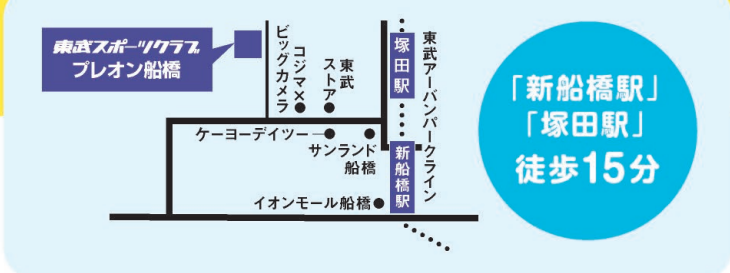 東武スポーツクラブ
プレオン船橋
ビッグカメラ
コジマ×
東武
ストア
塚田駅
東武アーバンパークライン
ケーヨーデイツー
サンランド
船橋
新船橋駅
イオンモール船橋
「新船橋駅」
「塚田駅」
徒歩15分